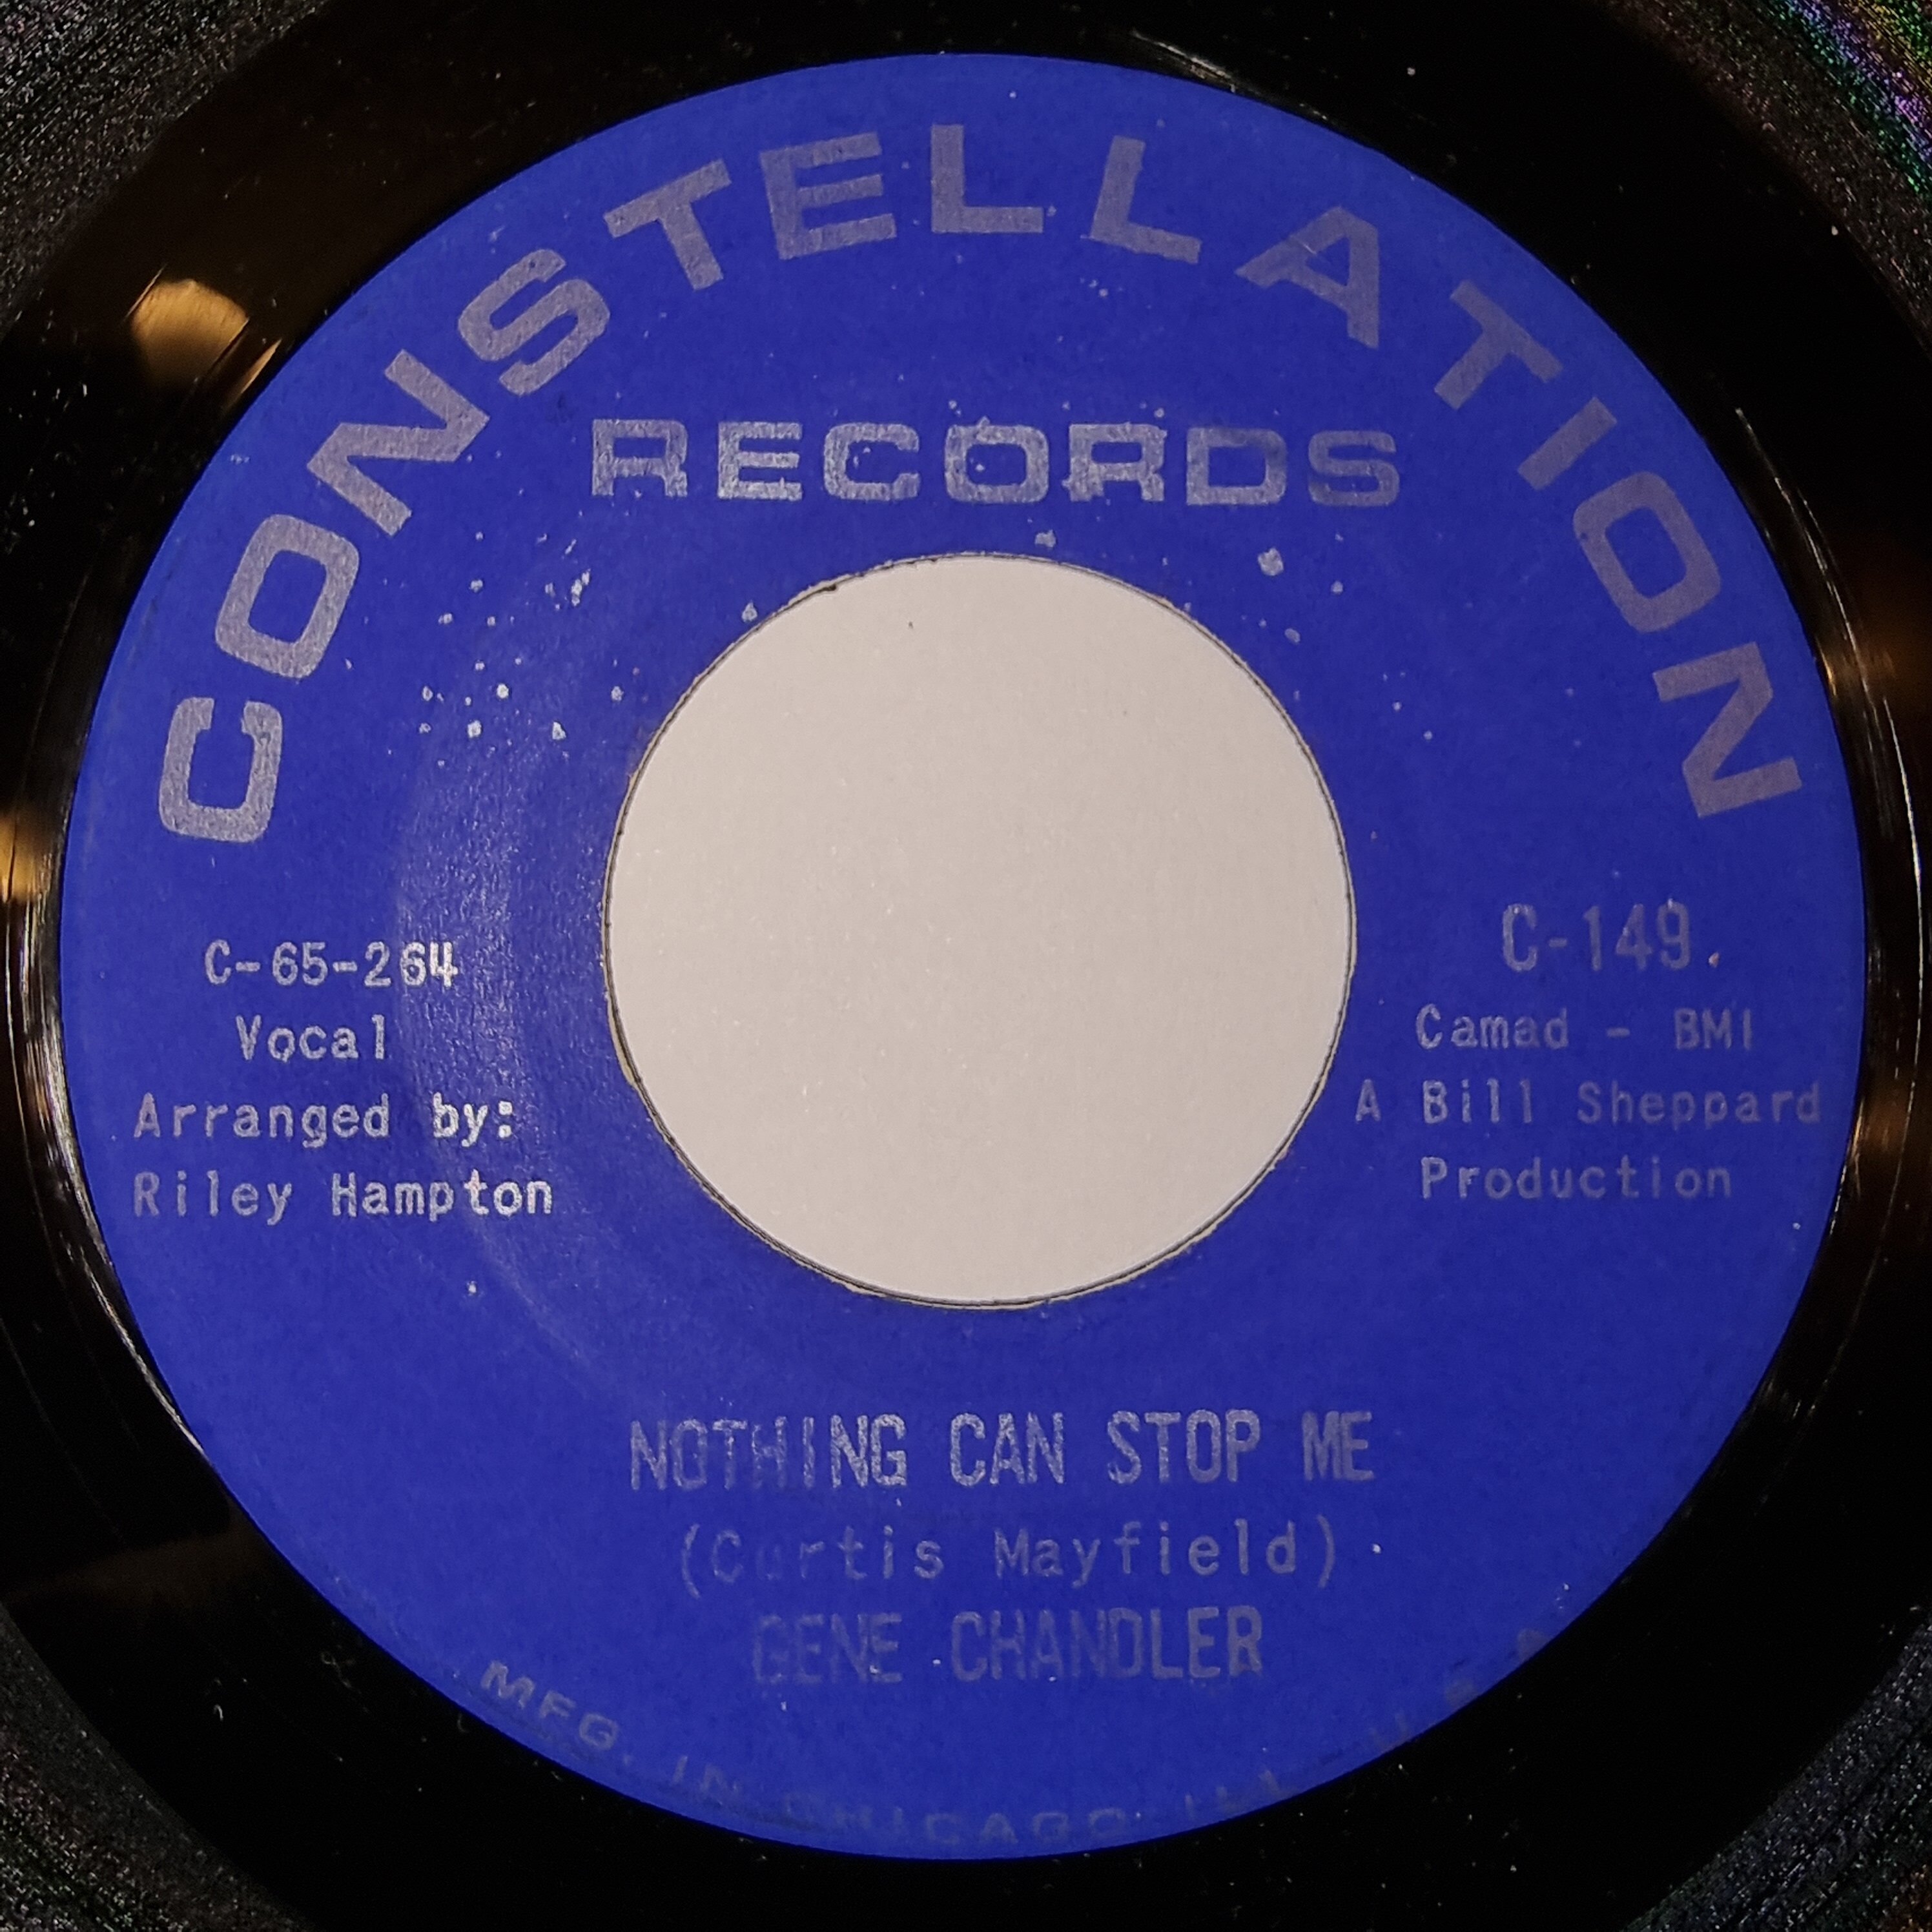 CONSTELLATION
RECORDS
C-65-264
Vocal
Arranged by:
Riley Hampton
C-149
Camad - BMI
A Bill Sheppard
Production
NOTHING CAN STOP ME
(Curtis Mayfield)
GENE CHANDLER
MFG. IN CHICAGO ILL. U.S.A.